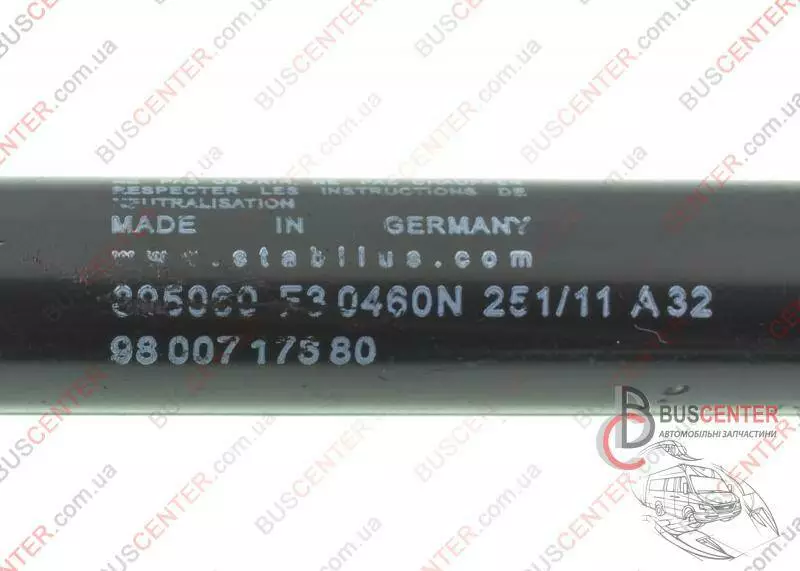 RESPECTER LES INSTRUCTIONS DE
NEUTRALISATION
MADE IN GERMANY
www.stabilus.com
0460N 251/11 A32
98 007 175 80
BUSCENTER
АВТОМОБІЛЬНІ ЗАПЧАСТИНИ
BUSCENTER.com.ua